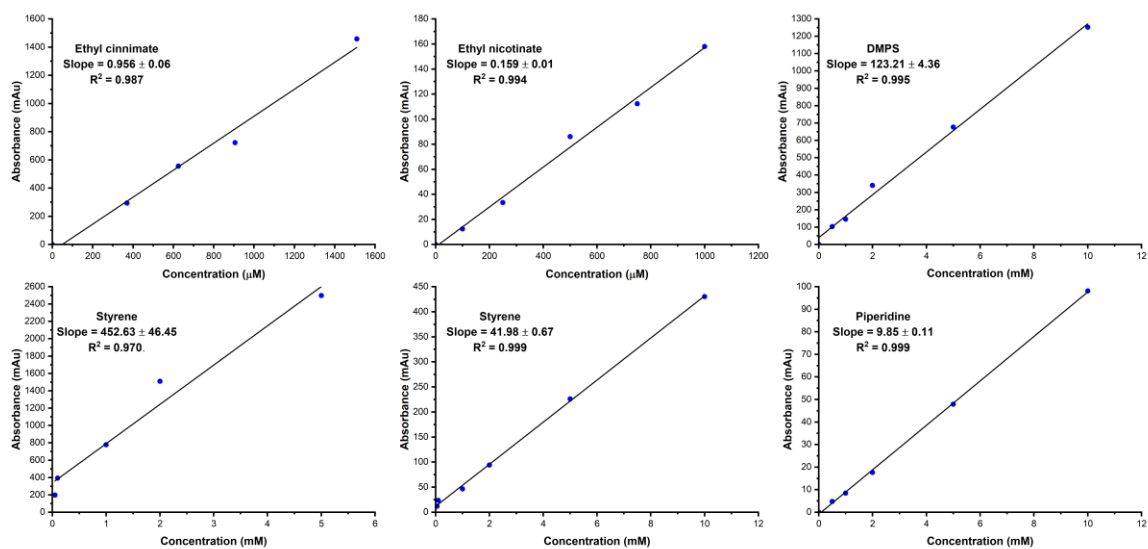 Ethyl cinnimate
Slope = 0.956 ± 0.06
R² = 0.987
Absorbance (mAu)
1600
1400
1200
1000
800
600
400
200
0
0 200 400 600 800 1000 1200 1400 1600
Concentration (μM)
Ethyl nicotinate
Slope = 0.159 ± 0.01
R² = 0.994
Absorbance (mAu)
180
160
140
120
100
80
60
40
20
0
0 200 400 600 800 1000 1200
Concentration (μM)
DMPS
Slope = 123.21 ± 4.36
R² = 0.995
Absorbance (mAu)
1300
1200
1100
1000
900
800
700
600
500
400
300
200
100
0
0 2 4 6 8 10 12
Concentration (mM)
Styrene
Slope = 452.63 ± 46.45
R² = 0.970.
Absorbance (mAu)
2600
2400
2200
2000
1800
1600
1400
1200
1000
800
600
400
200
0
0 1 2 3 4 5 6
Concentration (mM)
Styrene
Slope = 41.98 ± 0.67
R² = 0.999
Absorbance (mAu)
450
400
350
300
250
200
150
100
50
0
0 2 4 6 8 10 12
Concentration (mM)
Piperidine
Slope = 9.85 ± 0.11
R² = 0.999
Absorbance (mAu)
100
90
80
70
60
50
40
30
20
10
0
0 2 4 6 8 10 12
Concentration (mM)